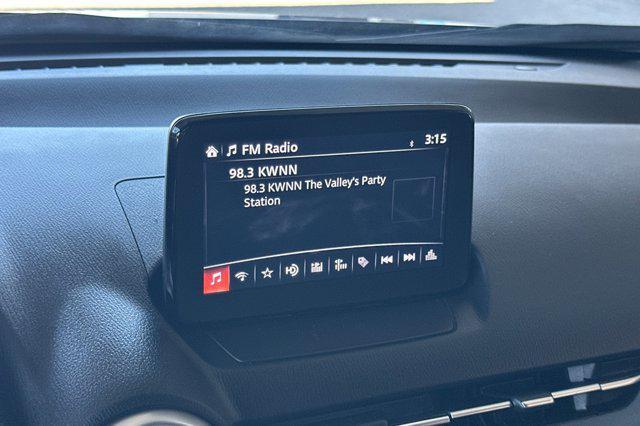 FM Radio
3:15
98.3 KWNN
98.3 KWNN The Valley's Party
Station